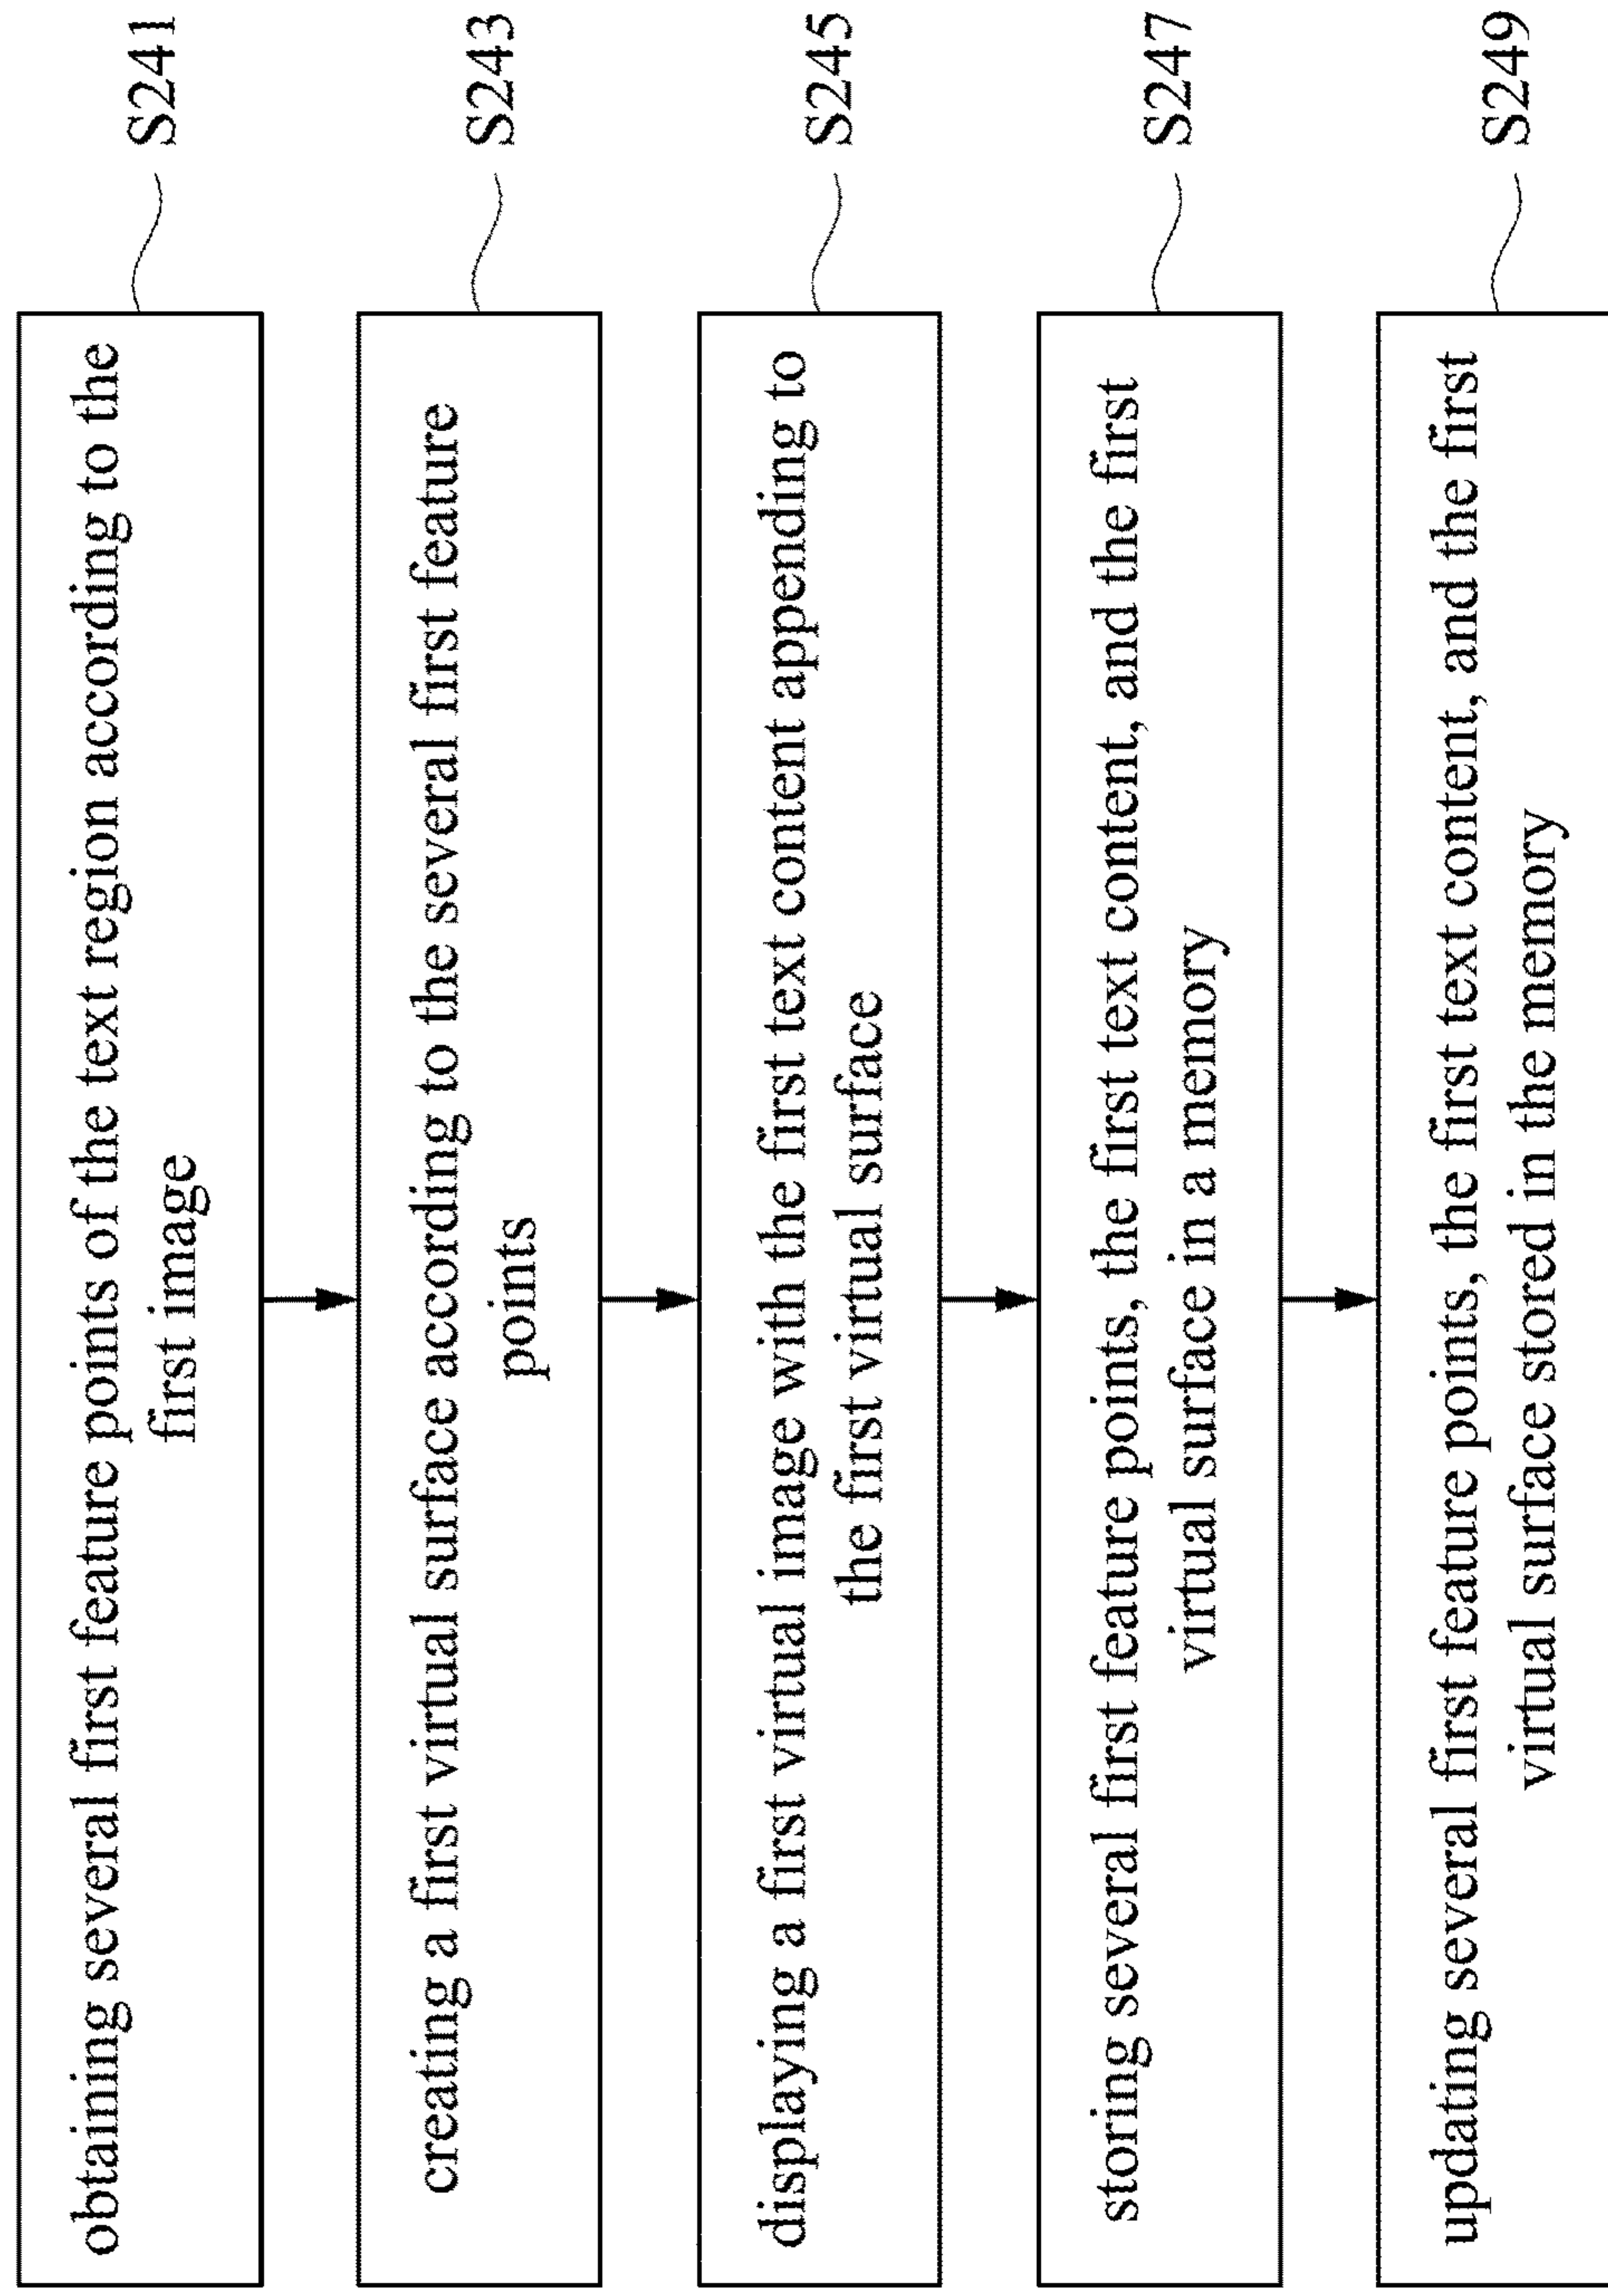 obtaining several first feature points of the text region according to the
first image
S241
creating a first virtual surface according to the several first feature
points
S243
displaying a first virtual image with the first text content appending to
the first virtual surface
S245
storing several first feature points, the first text content, and the first
virtual surface in a memory
S247
updating several first feature points, the first text content, and the first
virtual surface stored in the memory
S249